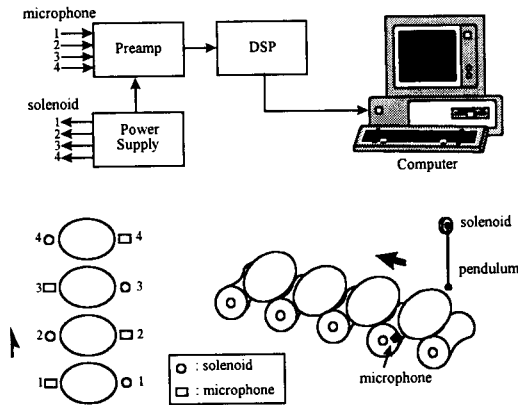 microphone
1
2
3
4
Preamp
DSP
solenoid
1
2
3
4
Power
Supply
Computer
4 4
3 3
2 2
1 1
solenoid
pendulum
microphone
: solenoid
: microphone